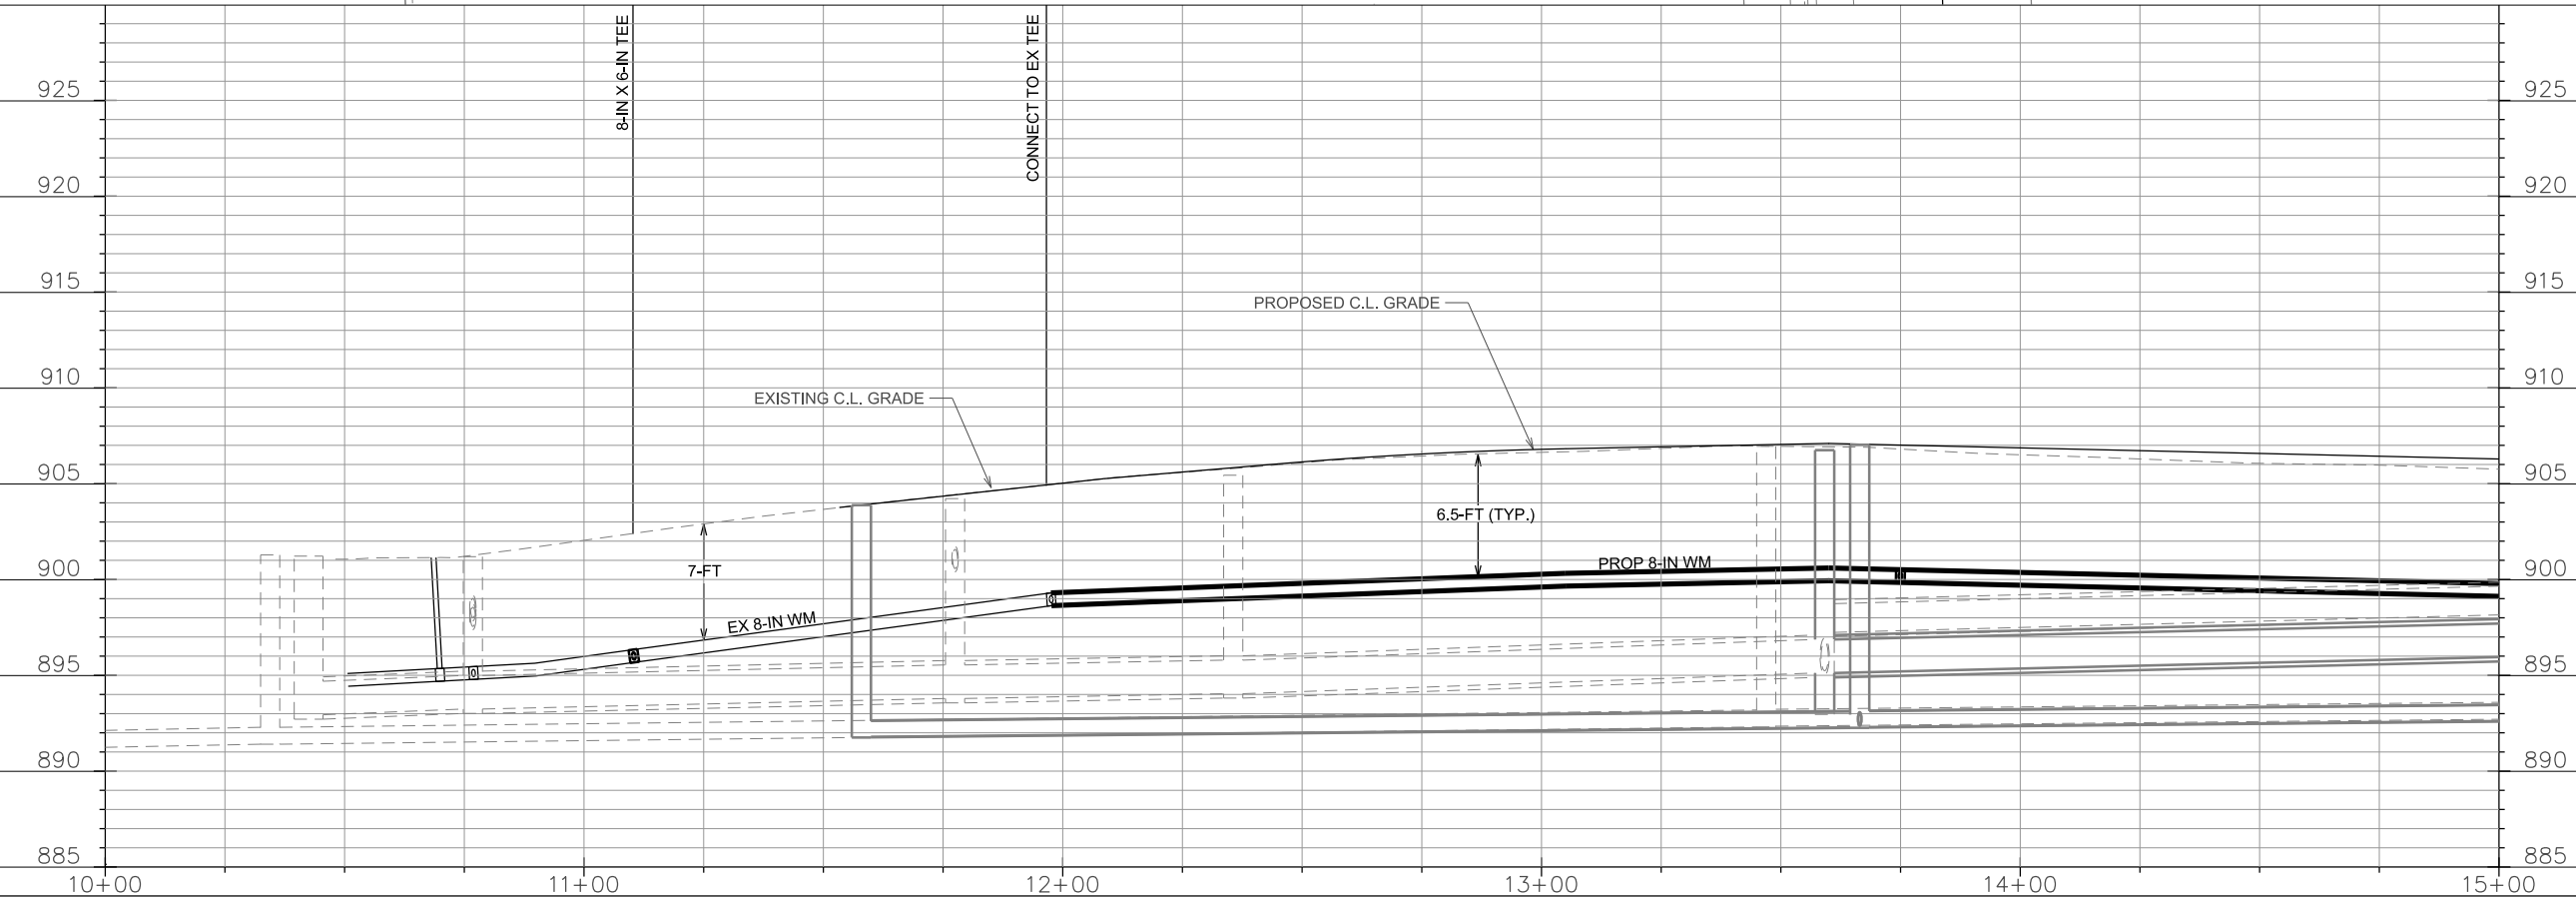 8-IN X 6-IN TEE
CONNECT TO EX TEE
925 925
920 920
915 915
PROPOSED C.L. GRADE
910 910
EXISTING C.L. GRADE
905 905
6.5-FT (TYP.)
900 900
7-FT
PROP 8-IN WM
EX 8-IN WM
895 895
890 890
885 885
10+00 11+00 12+00 13+00 14+00 15+00